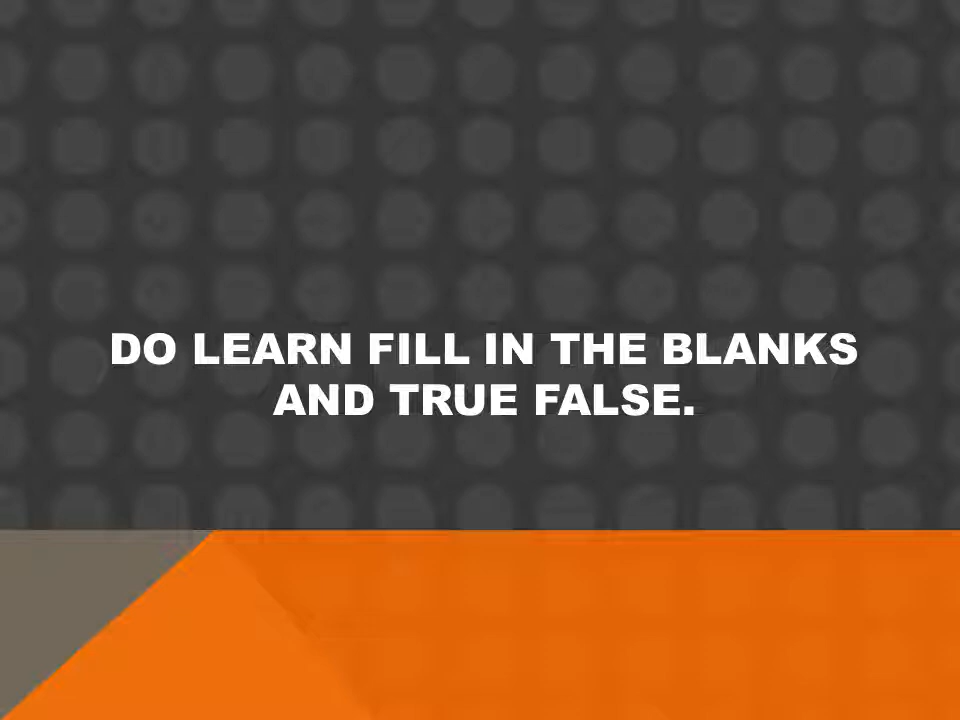 DO LEARN FILL IN THE BLANKS
AND TRUE FALSE.